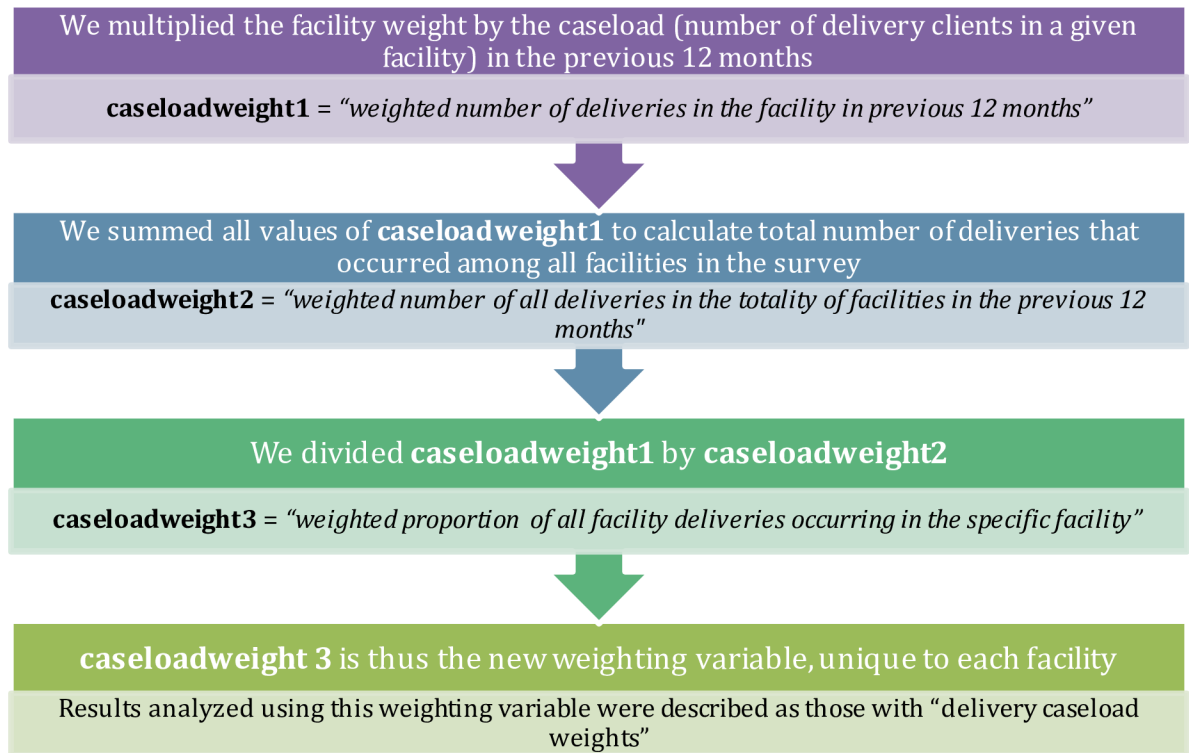 We multiplied the facility weight by the caseload (number of delivery clients in a given
facility) in the previous 12 months
caseloadweight1 = “weighted number of deliveries in the facility in previous 12 months”
We summed all values of caseloadweight1 to calculate total number of deliveries that
occurred among all facilities in the survey
caseloadweight2 = “weighted number of all deliveries in the totality of facilities in the previous 12
months"
We divided caseloadweight1 by caseloadweight2
caseloadweight3 = “weighted proportion of all facility deliveries occurring in the specific facility”
caseloadweight 3 is thus the new weighting variable, unique to each facility
Results analyzed using this weighting variable were described as those with “delivery caseload
weights”